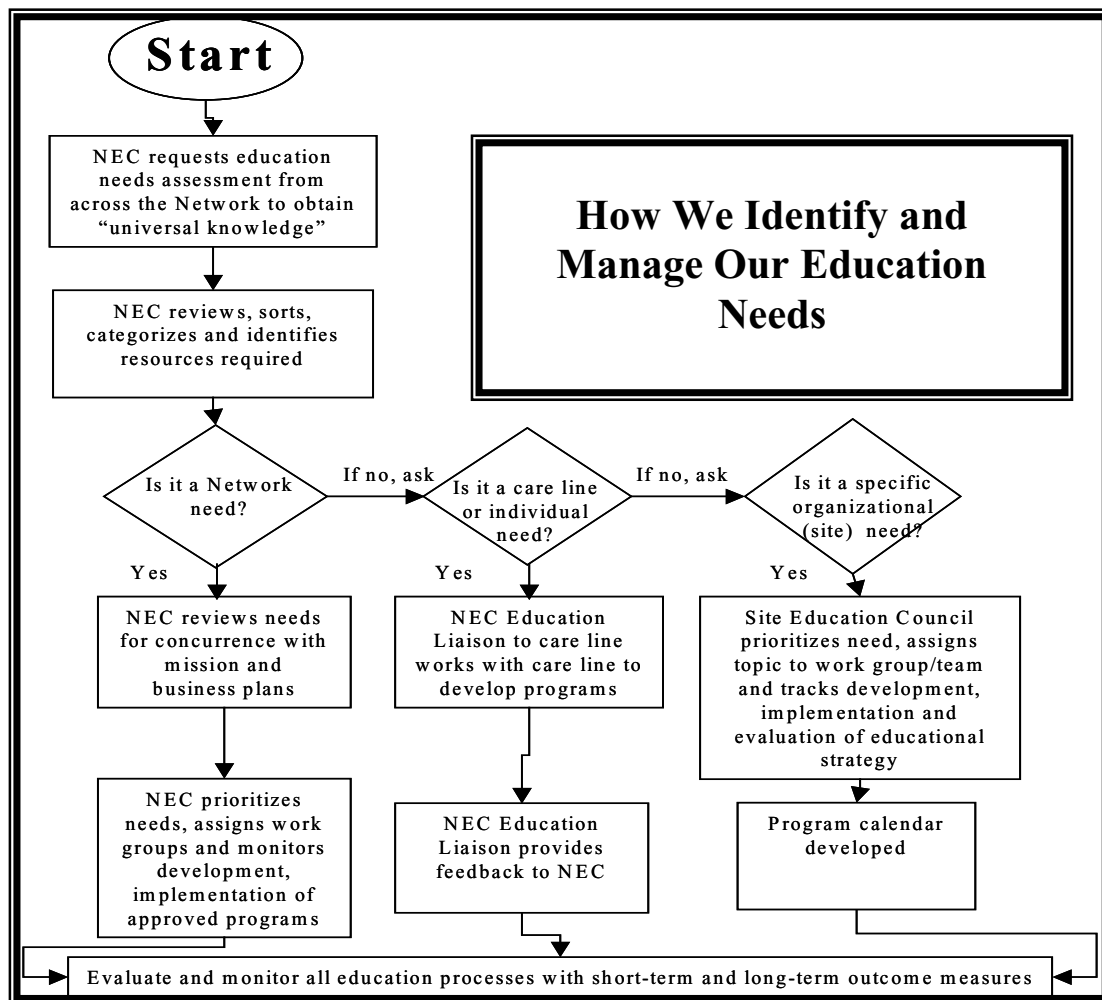 Start
NEC requests education
needs assessment from
across the Network to obtain
“universal knowledge”
How We Identify and
Manage Our Education
Needs
NEC reviews, sorts,
categorizes and identifies
resources required
Is it a Network
need?
If no, ask
Is it a care line
or individual
need?
If no, ask
Is it a specific
organizational
(site) need?
Yes
Yes
Yes
NEC reviews needs
for concurrence with
mission and
business plans
NEC Education
Liaison to care line
works with care line to
develop programs
Site Education Council
prioritizes need, assigns
topic to work group/team
and tracks development,
implementation and
evaluation of educational
strategy
NEC prioritizes
needs, assigns work
groups and monitors
development,
implementation of
approved programs
NEC Education
Liaison provides
feedback to NEC
Program calendar
developed
Evaluate and monitor all education processes with short-term and long-term outcome measures